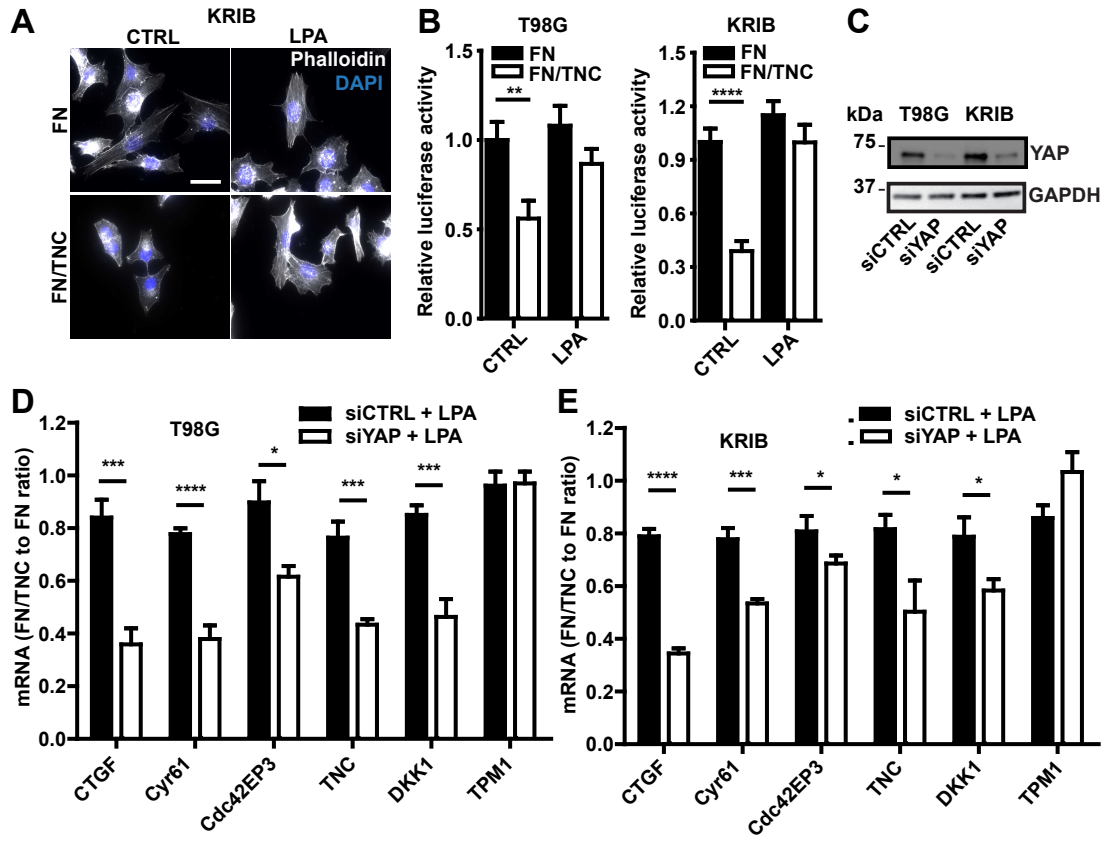 A
KRIB
CTRL
LPA
Phalloidin
DAPI
FN
FN/TNC
B
T98G
FN
FN/TNC
Relative luciferase activity
1.5
1.0
0.5
0.0
**
CTRL
LPA
KRIB
FN
FN/TNC
Relative luciferase activity
1.5
1.2
0.9
0.6
0.3
0.0
****
CTRL
LPA
C
kDa
T98G KRIB
75
YAP
37
GAPDH
siCTRL
siYAP
siCTRL
siYAP
D
T98G
siCTRL + LPA
siYAP + LPA
mRNA (FN/TNC to FN ratio)
1.2
1.0
0.8
0.6
0.4
0.2
0.0
***
****
*
***
***
CTGF
Cyr61
Cdc42EP3
TNC
DKK1
TPM1
E
KRIB
siCTRL + LPA
siYAP + LPA
mRNA (FN/TNC to FN ratio)
1.2
1.0
0.8
0.6
0.4
0.2
0.0
****
***
*
*
*
CTGF
Cyr61
Cdc42EP3
TNC
DKK1
TPM1